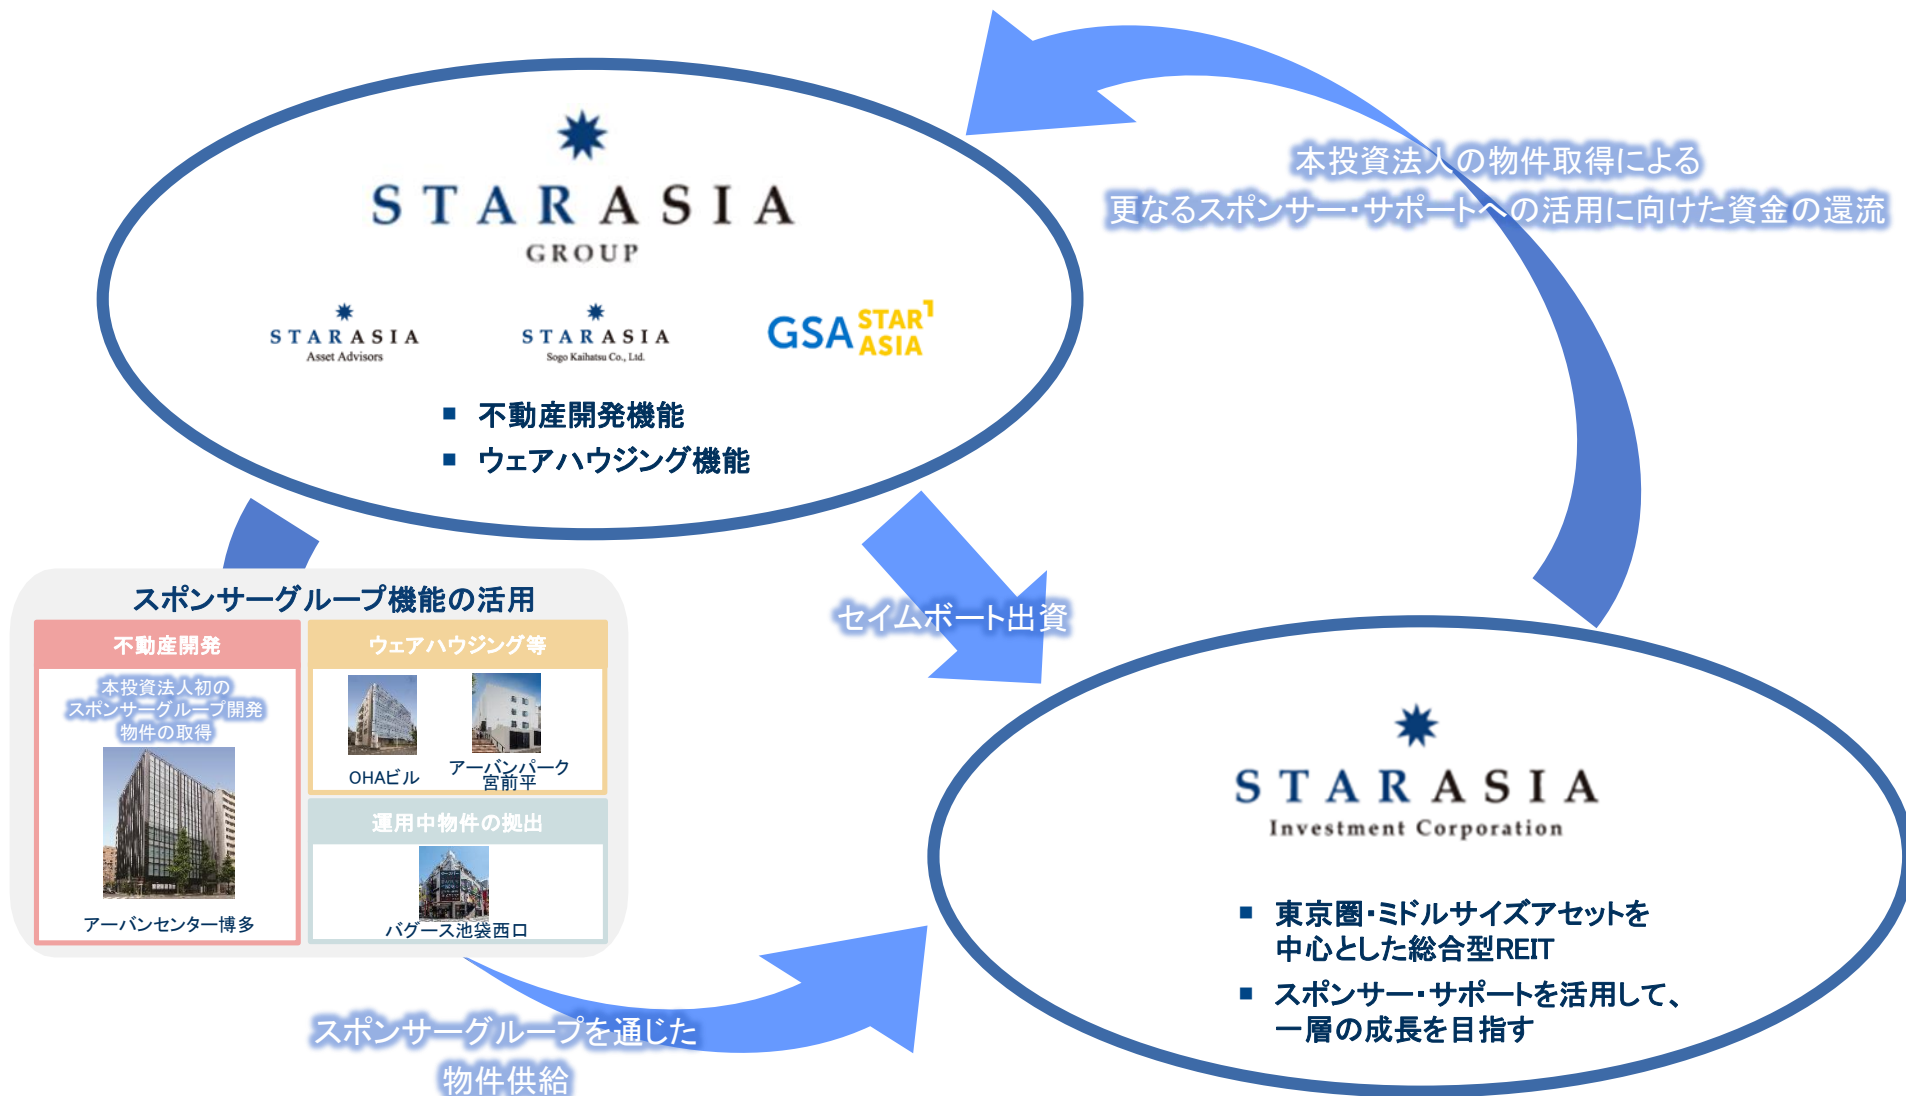 STARASIA
GROUP
STARASIA
Asset Advisors
STARASIA
Sogo Kaihatsu Co., Ltd.
GSA STAR ASIA
■ 不動産開発機能
■ ウェアハウジング機能
本投資法人の物件取得による
更なるスポンサー・サポートへの活用に向けた資金の還流
セイムボート出資
スポンサーグループ機能の活用
不動産開発
本投資法人初の
スポンサーグループ開発
物件の取得
アーバンセンター博多
ウェアハウジング等
OHAビル
アーバンパーク
宮前平
運用中物件の拠出
バグース池袋西口
スポンサーグループを通じた
物件供給
STARASIA
Investment Corporation
■ 東京圏・ミドルサイズアセットを
中心とした総合型REIT
■ スポンサー・サポートを活用して、
一層の成長を目指す